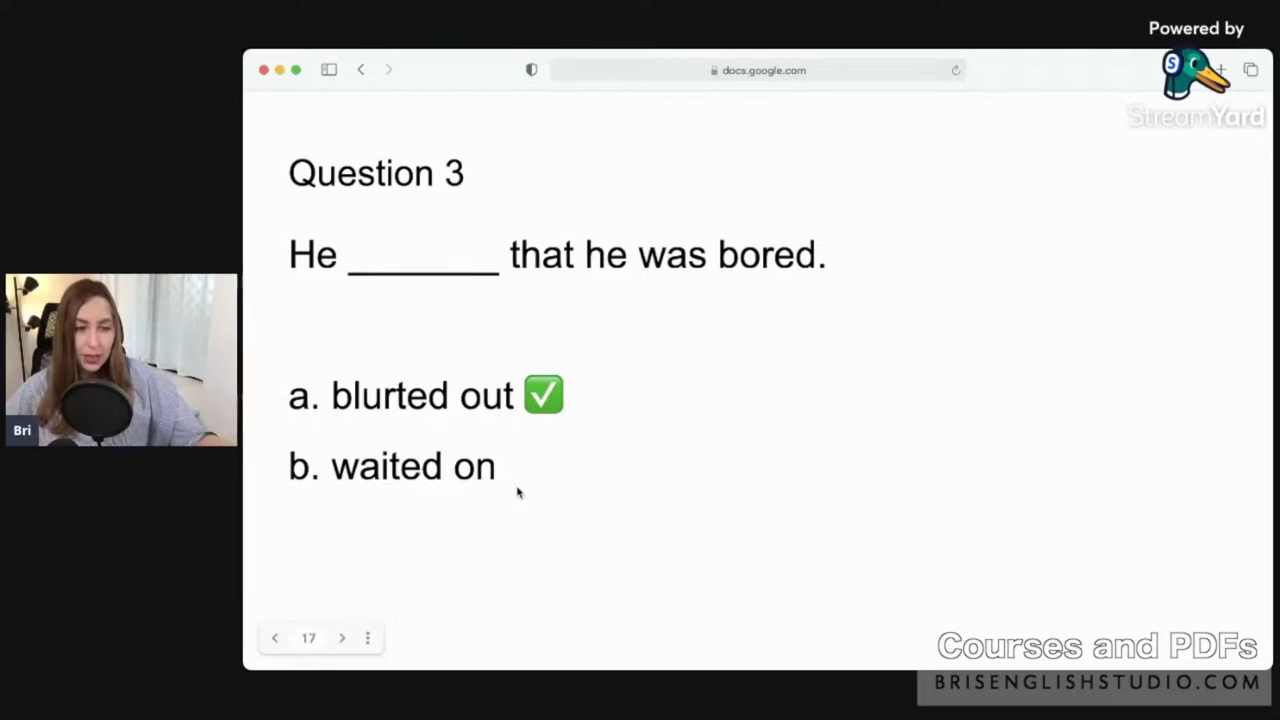 Powered by
S
StreamYard
docs.google.com
Question 3
He _______ that he was bored.
a. blurted out ✅
b. waited on
Bri
17
Courses and PDFs
BRISENGLISHSTUDIO.COM